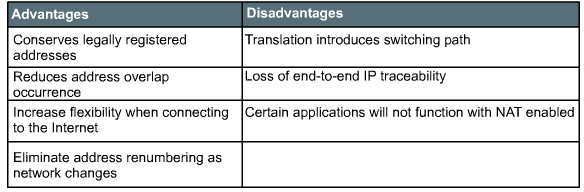 Advantages
Disadvantages
Conserves legally registered
addresses
Translation introduces switching path
Reduces address overlap
occurrence
Loss of end-to-end IP traceability
Increase flexibility when connecting
to the Internet
Certain applications will not function with NAT enabled
Eliminate address renumbering as
network changes